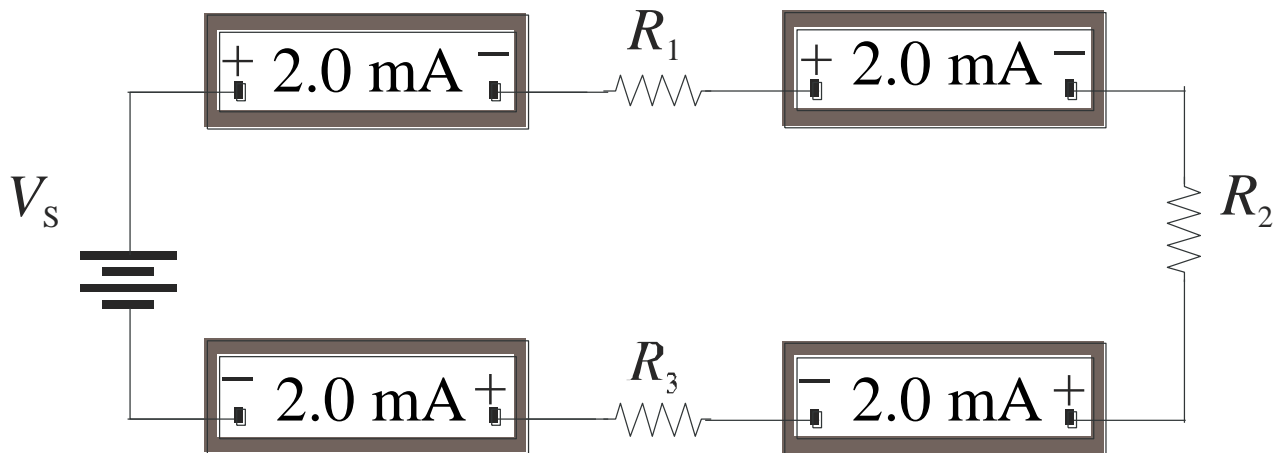 R1
+ 2.0 mA −
+ 2.0 mA −
VS
R2
− 2.0 mA +
R3
− 2.0 mA +